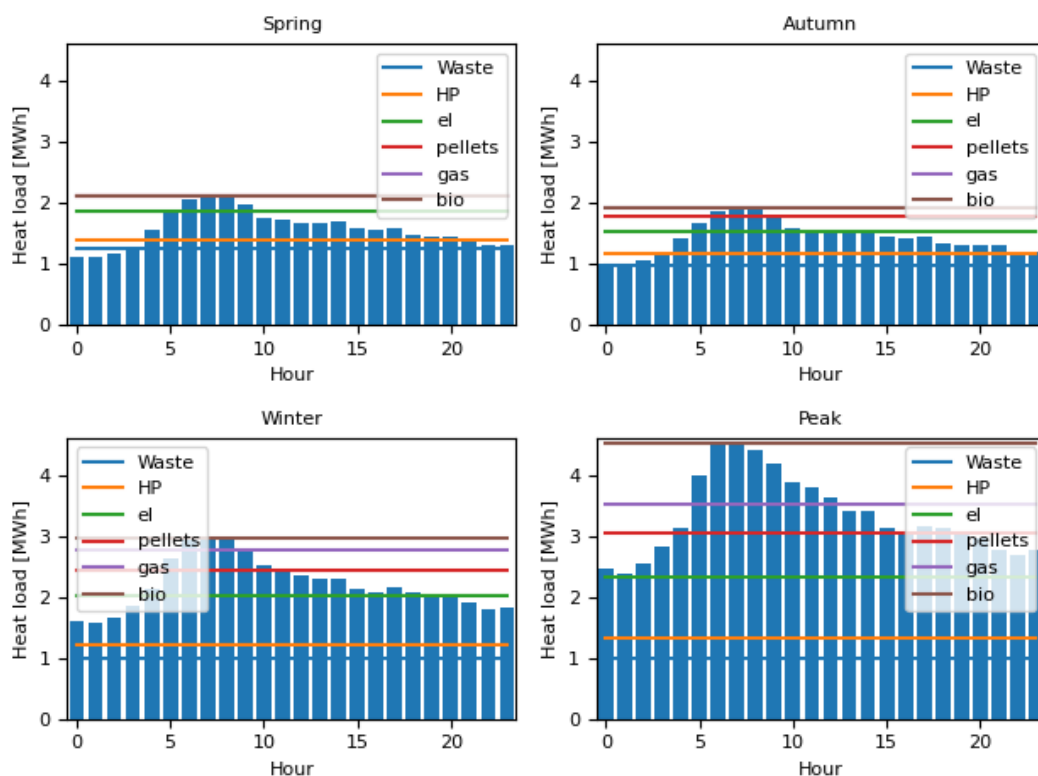 Spring
Heat load [MWh]
4
3
2
1
0
Waste
HP
el
pellets
gas
bio
0 5 10 15 20
Hour
Autumn
Heat load [MWh]
4
3
2
1
0
Waste
HP
el
pellets
gas
bio
0 5 10 15 20
Hour
Winter
Heat load [MWh]
4
3
2
1
0
Waste
HP
el
pellets
gas
bio
0 5 10 15 20
Hour
Peak
Heat load [MWh]
4
3
2
1
0
Waste
HP
el
pellets
gas
bio
0 5 10 15 20
Hour